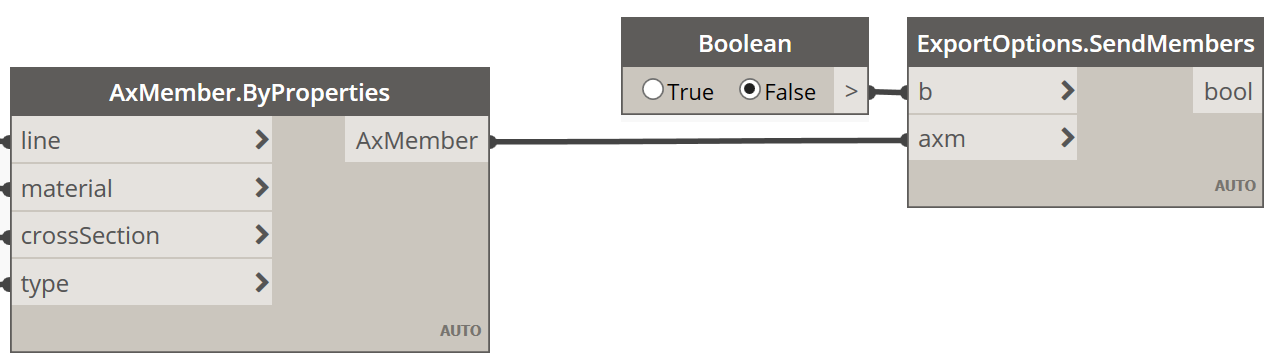 Boolean
True False >
ExportOptions.SendMembers
b > bool
axm >
AUTO
AxMember.ByProperties
line > AxMember
material >
crossSection >
type >
AUTO